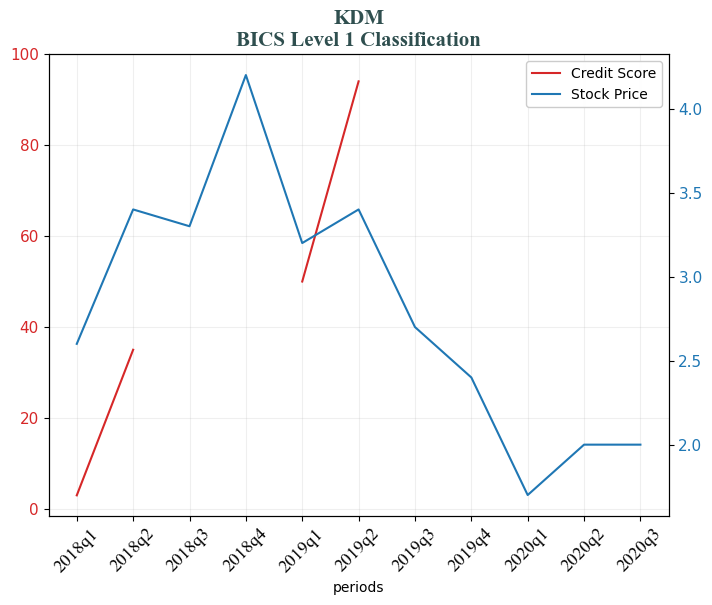 KDM
BICS Level 1 Classification
100
80
60
40
20
0
Credit Score
Stock Price
4.0
3.5
3.0
2.5
2.0
2018q1
2018q2
2018q3
2018q4
2019q1
2019q2
2019q3
2019q4
2020q1
2020q2
2020q3
periods